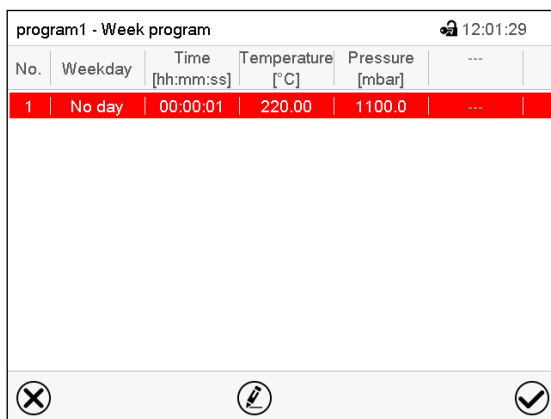 program1 - Week program 12:01:29
No. Weekday Time [hh:mm:ss] Temperature [°C] Pressure [mbar] ---
1 No day 00:00:01 220.00 1100.0 ---